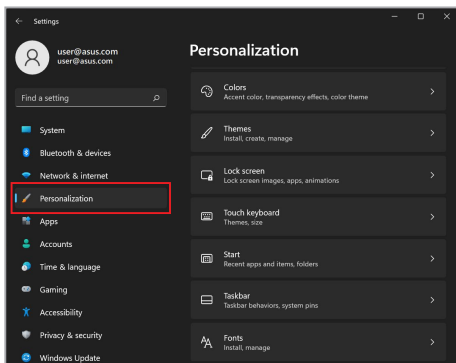 Settings
user@asus.com
user@asus.com
Find a setting
System
Bluetooth & devices
Network & internet
Personalization
Apps
Accounts
Time & language
Gaming
Accessibility
Privacy & security
Windows Update
Personalization
Colors
Accent color, transparency effects, color theme
Themes
Install, create, manage
Lock screen
Lock screen images, apps, animations
Touch keyboard
Themes, size
Start
Recent apps and items, folders
Taskbar
Taskbar behaviors, system pins
Fonts
Install, manage